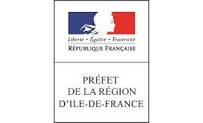 Liberté • Égalité • Fraternité
RÉPUBLIQUE FRANÇAISE
PRÉFET
DE LA RÉGION
D'ILE-DE-FRANCE